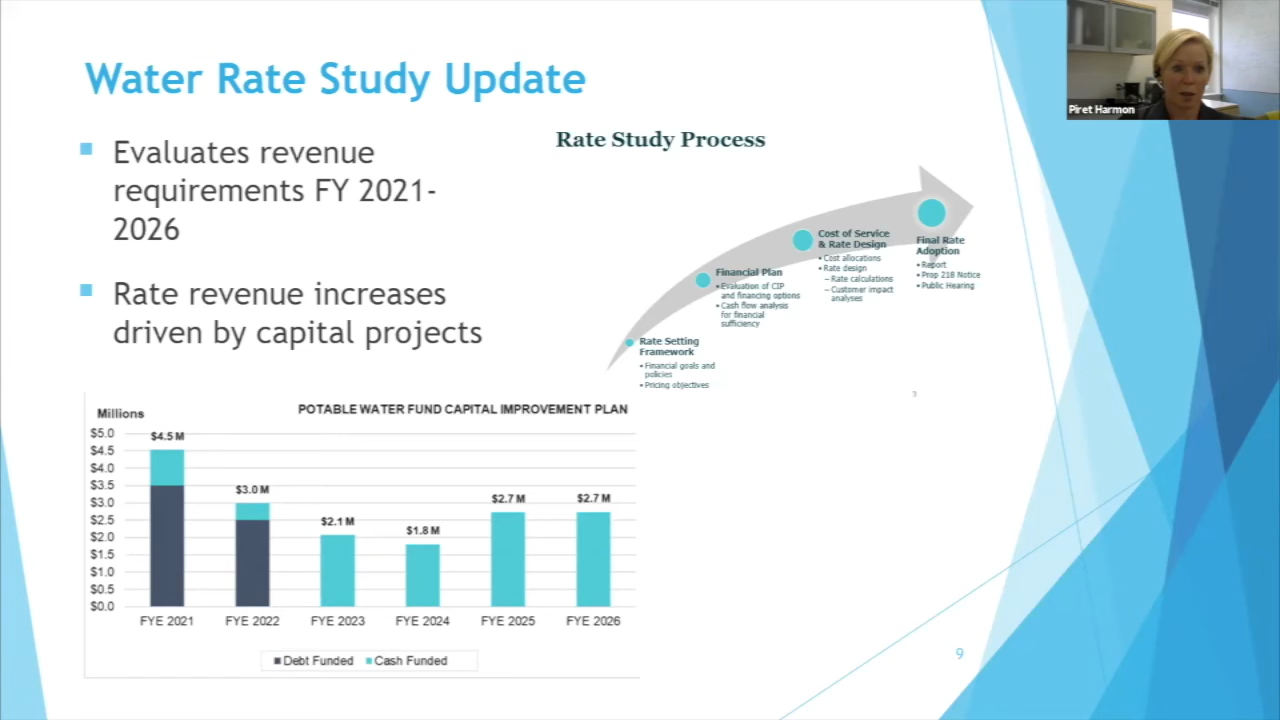 Water Rate Study Update
▪ Evaluates revenue
requirements FY 2021-
2026
▪ Rate revenue increases
driven by capital projects
Rate Study Process
Rate Setting
Framework
• Financial goals and
policies
• Pricing objectives
Financial Plan
• Evaluation of CIP
and financing options
• Cash flow analysis
for financial
sufficiency
Cost of Service
& Rate Design
• Cost allocations
• Rate design
– Rate calculations
– Customer impact
analyses
Final Rate
Adoption
• Report
• Prop 218 Notice
• Public Hearing
3
Millions
POTABLE WATER FUND CAPITAL IMPROVEMENT PLAN
$5.0
$4.5
$4.0
$3.5
$3.0
$2.5
$2.0
$1.5
$1.0
$0.5
$0.0
$4.5 M
$3.0 M
$2.1 M
$1.8 M
$2.7 M
$2.7 M
FYE 2021
FYE 2022
FYE 2023
FYE 2024
FYE 2025
FYE 2026
Debt Funded
Cash Funded
9
Piret Harmon